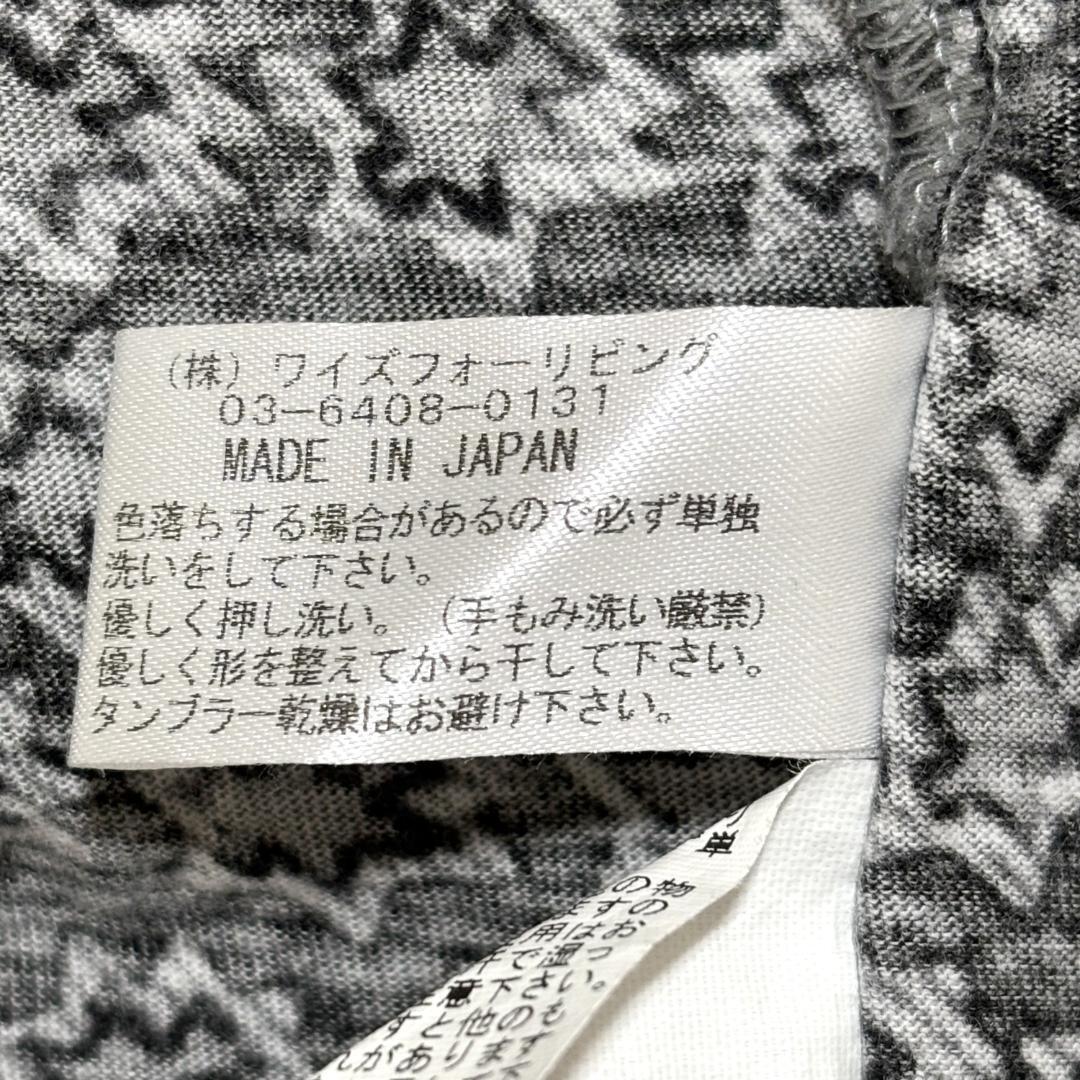 （株）ワイズフォーリビング
03-6408-0131
MADE IN JAPAN
色落ちする場合があるので必ず単独
洗いをして下さい。
優しく押し洗い。（手もみ洗い厳禁）
優しく形を整えてから干して下さい。
タンブラー乾燥はお避け下さい。